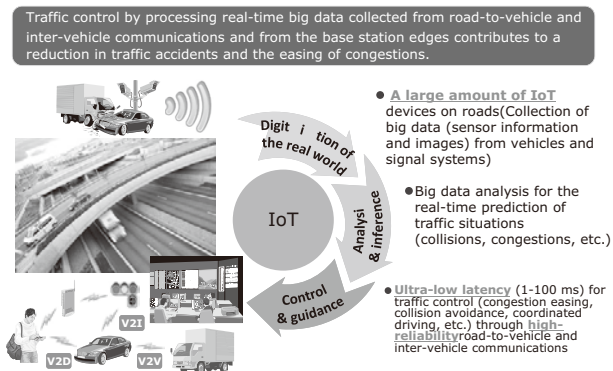 Traffic control by processing real-time big data collected from road-to-vehicle and
inter-vehicle communications and from the base station edges contributes to a
reduction in traffic accidents and the easing of congestions.
Digit i tion of
the real world
IoT
Analysi
& inference
Control
& guidance
● A large amount of IoT
devices on roads(Collection of
big data (sensor information
and images) from vehicles and
signal systems)
●Big data analysis for the
real-time prediction of
traffic situations
(collisions, congestions, etc.)
● Ultra-low latency (1-100 ms) for
traffic control (congestion easing,
collision avoidance, coordinated
driving, etc.) through high-
reliabilityroad-to-vehicle and
inter-vehicle communications
V2I
V2D
V2V